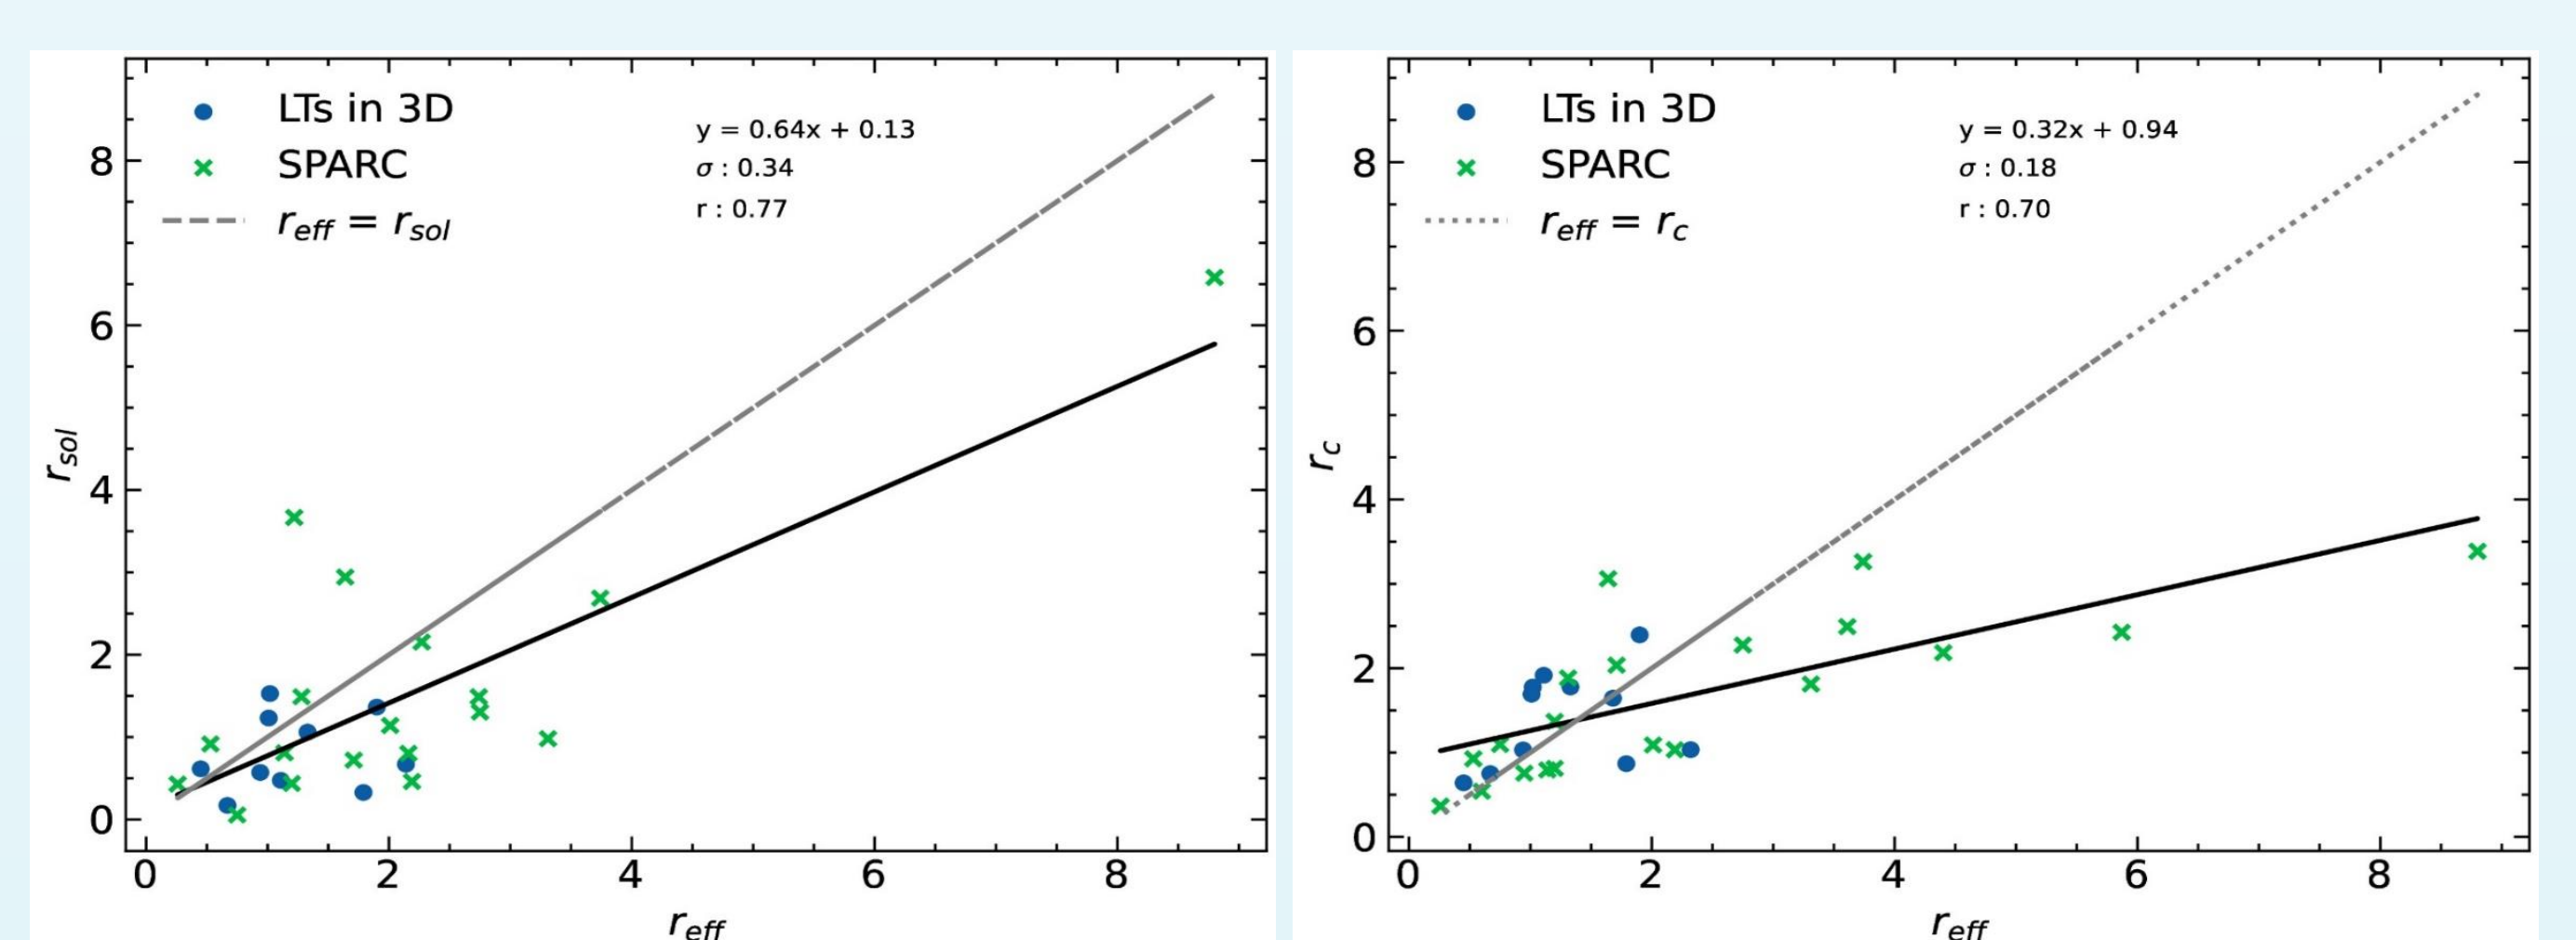 LTs in 3D
SPARC
r_eff = r_sol
y = 0.64x + 0.13
σ : 0.34
r : 0.77
8
6
4
2
0
r_sol
0 2 4 6 8
r_eff
LTs in 3D
SPARC
r_eff = r_c
y = 0.32x + 0.94
σ : 0.18
r : 0.70
8
6
4
2
0
r_c
0 2 4 6 8
r_eff